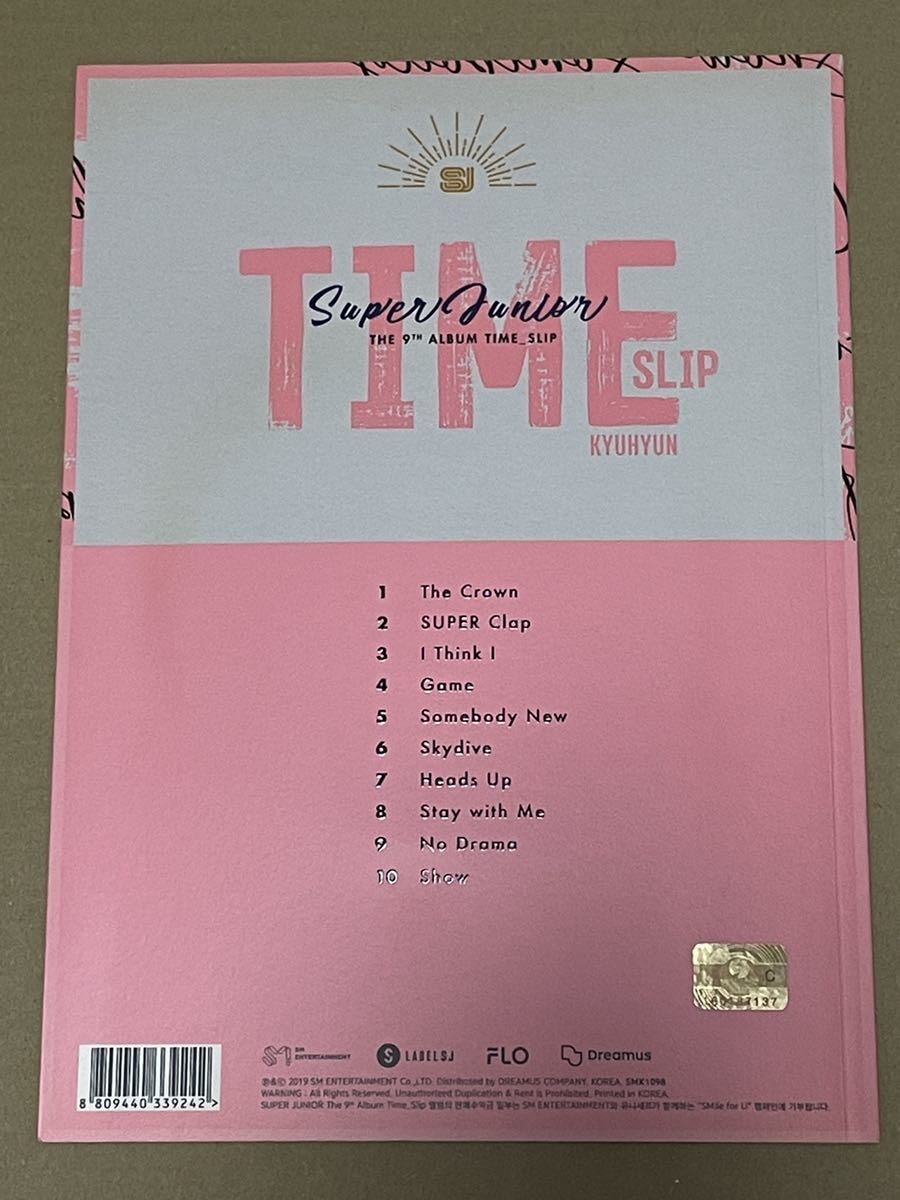 SJ
TIME
Super Junior
THE 9TH ALBUM TIME_SLIP
SLIP
KYUHYUN
1 The Crown
2 SUPER Clap
3 I Think I
4 Game
5 Somebody New
6 Skydive
7 Heads Up
8 Stay with Me
9 No Drama
10 Show
C
8 809440 339242 >
SM ENTERTAINMENT
S LABELSJ
FLO
Dreamus
℗&© 2019 SM ENTERTAINMENT Co.,LTD. Distributed by DREAMUS COMPANY, KOREA. SMK1098
WARNING : All Rights Reserved. Unauthorized Duplication & Rent is Prohibited. Printed in KOREA.
SUPER JUNIOR The 9th Album Time_Slip 앨범의 판매수익금 일부는 SM ENTERTAINMENT와 유니세프가 함께하는 "SMile for U" 캠페인에 기부됩니다.